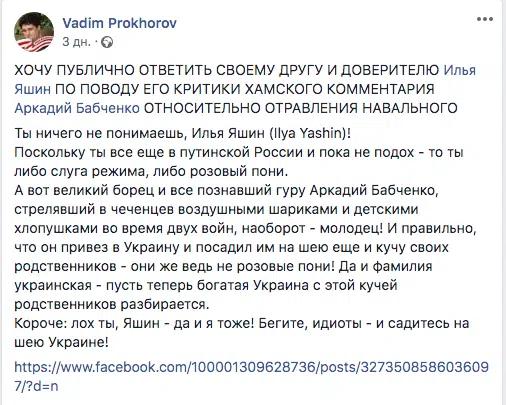 Vadim Prokhorov
3 дн. ·
ХОЧУ ПУБЛИЧНО ОТВЕТИТЬ СВОЕМУ ДРУГУ И ДОВЕРИТЕЛЮ Илья
Яшин ПО ПОВОДУ ЕГО КРИТИКИ ХАМСКОГО КОММЕНТАРИЯ
Аркадий Бабченко ОТНОСИТЕЛЬНО ОТРАВЛЕНИЯ НАВАЛЬНОГО
Ты ничего не понимаешь, Илья Яшин (Ilya Yashin)!
Поскольку ты все еще в путинской России и пока не подох - то ты
либо слуга режима, либо розовый пони.
А вот великий борец и все познавший гуру Аркадий Бабченко,
стрелявший в чеченцев воздушными шариками и детскими
хлопушками во время двух войн, наоборот - молодец! И правильно,
что он привез в Украину и посадил им на шею еще и кучу своих
родственников - они же ведь не розовые пони! Да и фамилия
украинская - пусть теперь богатая Украина с этой кучей
родственников разбирается.
Короче: лох ты, Яшин - да и я тоже! Бегите, идиоты - и садитесь на
шею Украине!
https://www.facebook.com/100001309628736/posts/327350858603609
7/?d=n